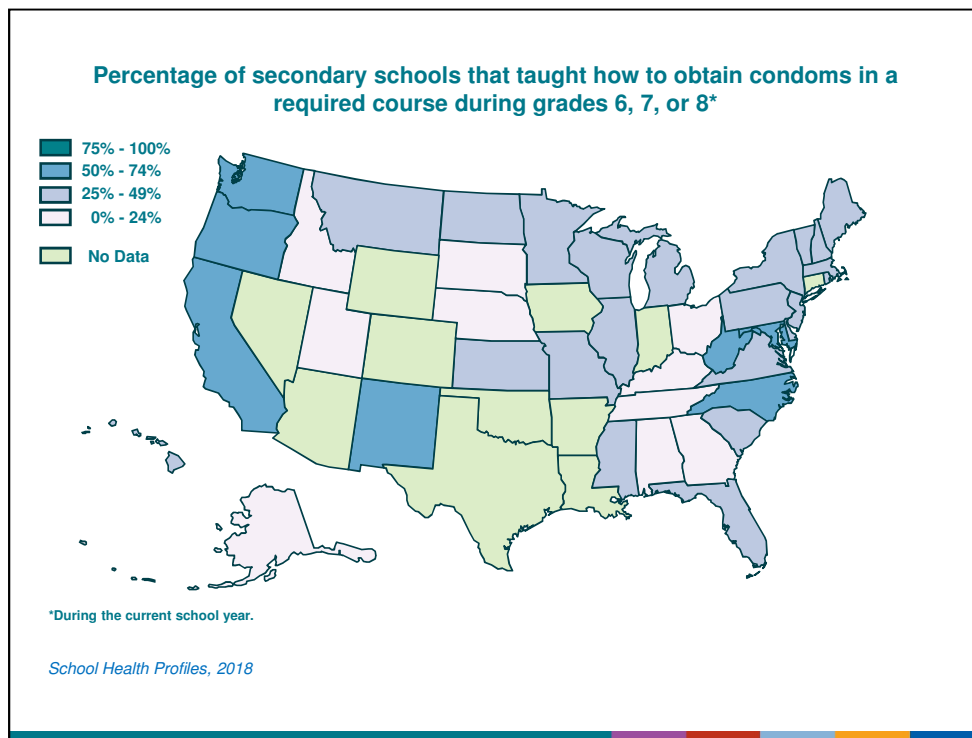 Percentage of secondary schools that taught how to obtain condoms in a
required course during grades 6, 7, or 8*
75% - 100%
50% - 74%
25% - 49%
0% - 24%
No Data
*During the current school year.
School Health Profiles, 2018